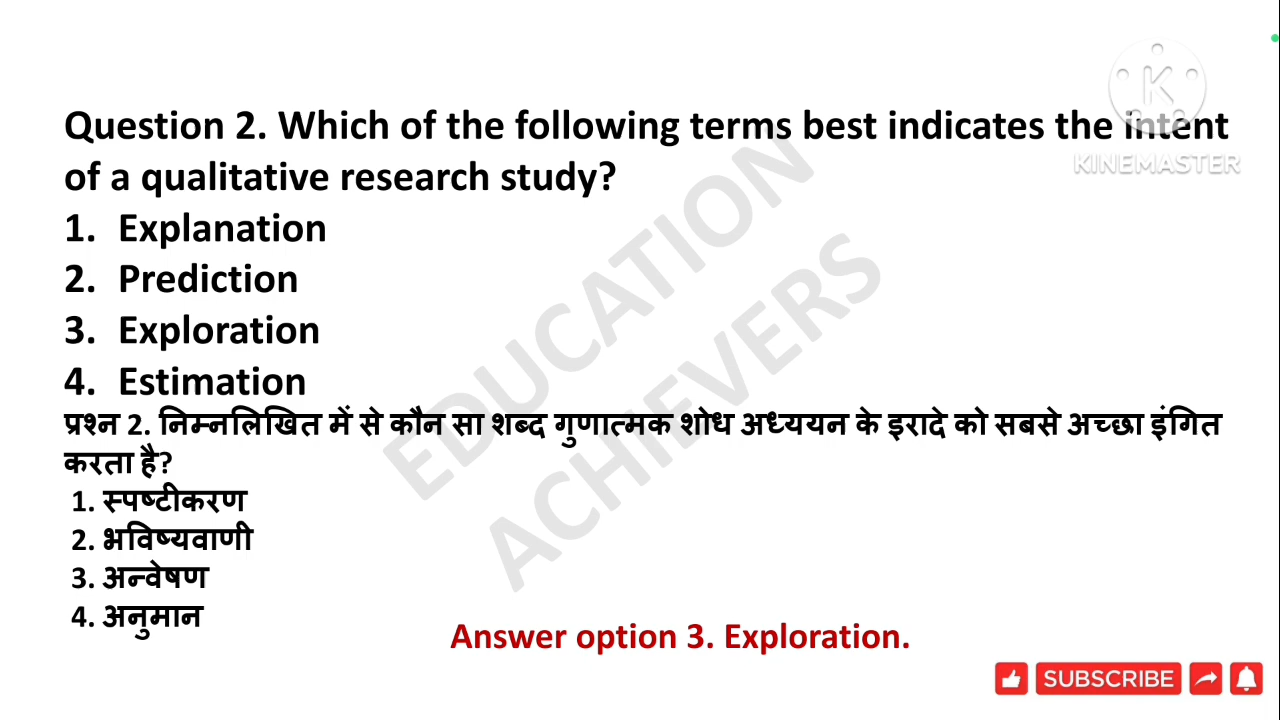 Question 2. Which of the following terms best indicates the intent
of a qualitative research study?
1. Explanation
2. Prediction
3. Exploration
4. Estimation
प्रश्न 2. निम्नलिखित में से कौन सा शब्द गुणात्मक शोध अध्ययन के इरादे को सबसे अच्छा इंगित
करता है?
1. स्पष्टीकरण
2. भविष्यवाणी
3. अन्वेषण
4. अनुमान
Answer option 3. Exploration.
EDUCATION
ACHIEVERS
K
KINEMASTER
SUBSCRIBE